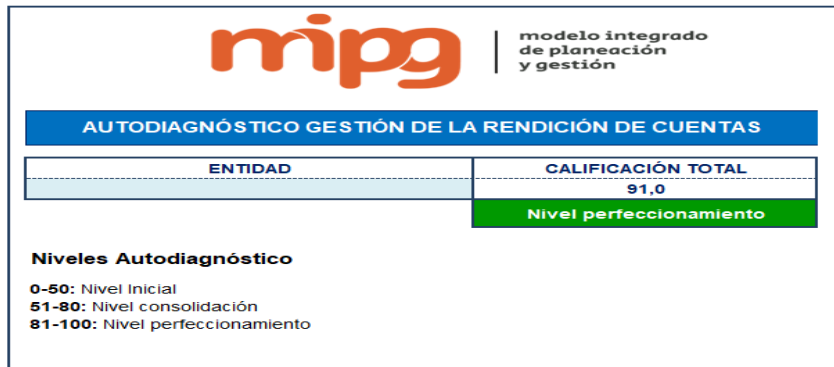 mipg
modelo integrado
de planeación
y gestión
AUTODIAGNÓSTICO GESTIÓN DE LA RENDICIÓN DE CUENTAS
ENTIDAD CALIFICACIÓN TOTAL
91,0
Nivel perfeccionamiento
Niveles Autodiagnóstico
0-50: Nivel Inicial
51-80: Nivel consolidación
81-100: Nivel perfeccionamiento